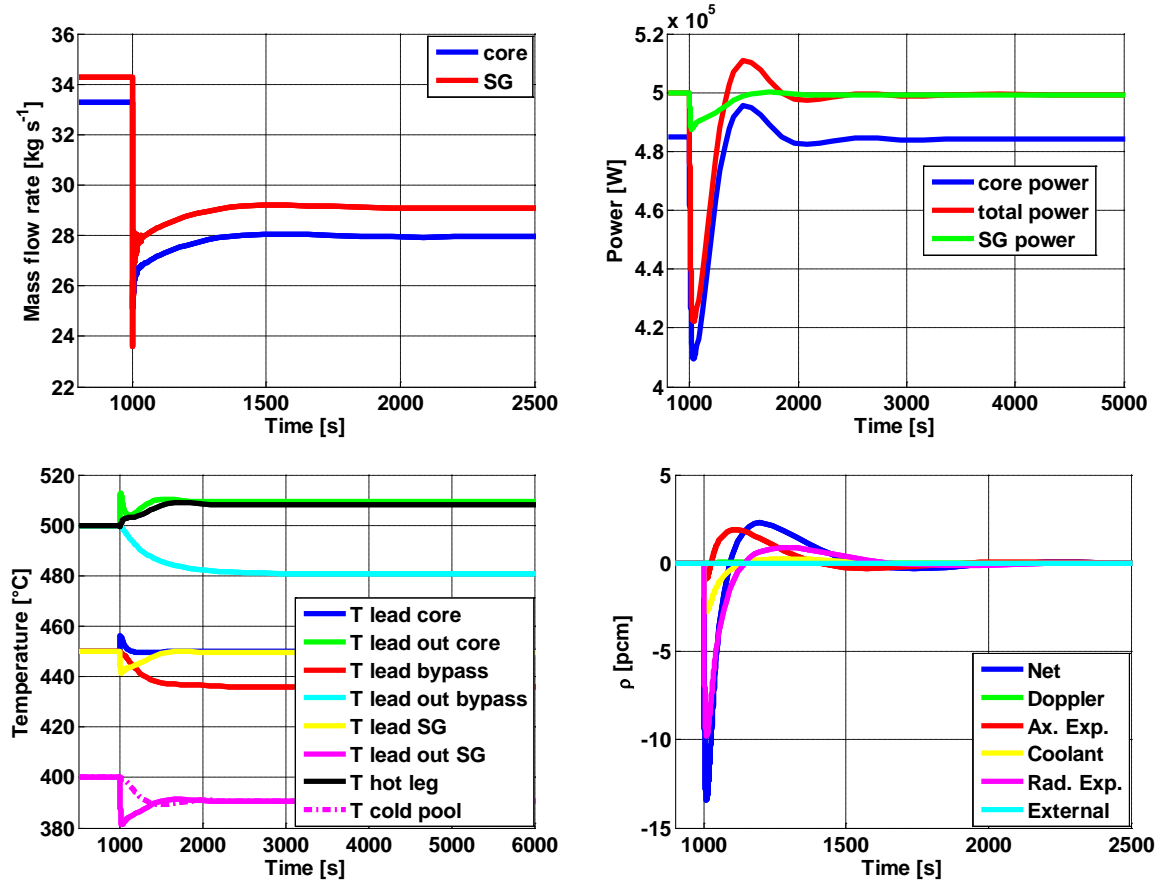 36
34
32
30
28
26
24
22
Mass flow rate [kg s⁻¹]
1000 1500 2000 2500
Time [s]
core
SG
x 10⁵
5.2
5
4.8
4.6
4.4
4.2
4
Power [W]
1000 2000 3000 4000 5000
Time [s]
core power
total power
SG power
520
500
480
460
440
420
400
380
Temperature [°C]
1000 2000 3000 4000 5000 6000
Time [s]
T lead core
T lead out core
T lead bypass
T lead out bypass
T lead SG
T lead out SG
T hot leg
T cold pool
5
0
-5
-10
-15
ρ [pcm]
1000 1500 2000 2500
Time [s]
Net
Doppler
Ax. Exp.
Coolant
Rad. Exp.
External